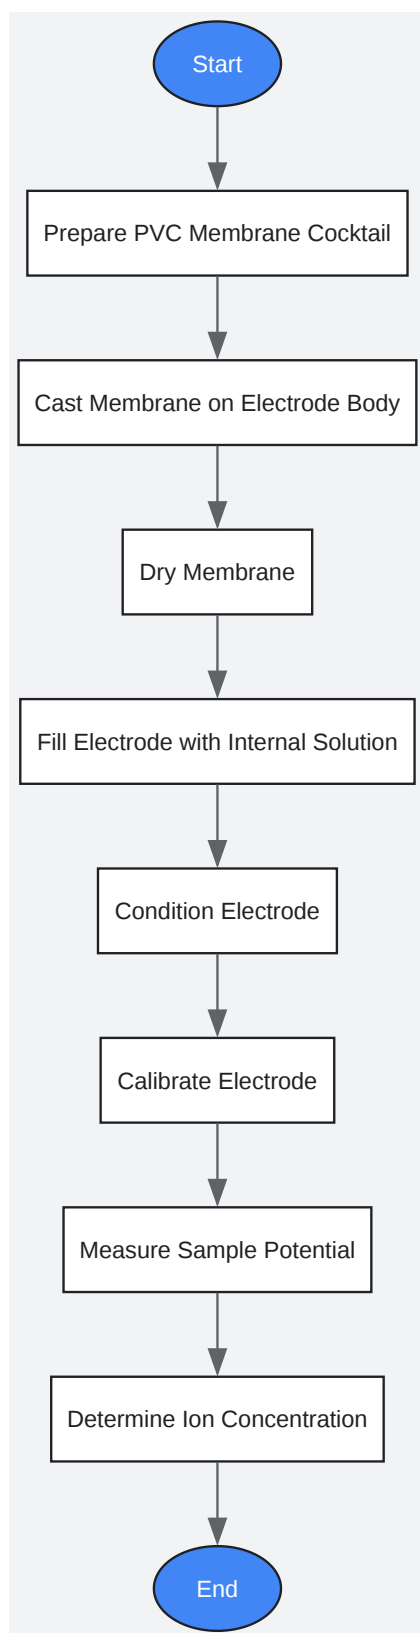 Start
Prepare PVC Membrane Cocktail
Cast Membrane on Electrode Body
Dry Membrane
Fill Electrode with Internal Solution
Condition Electrode
Calibrate Electrode
Measure Sample Potential
Determine Ion Concentration
End